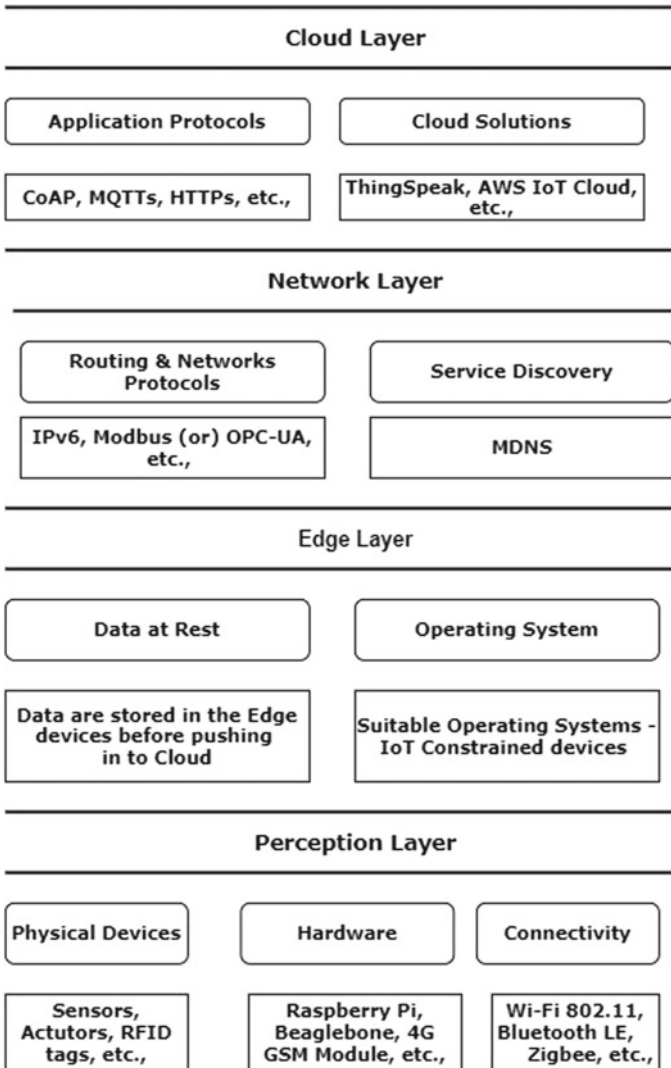 Cloud Layer
Application Protocols
Cloud Solutions
CoAP, MQTTs, HTTPs, etc.,
ThingSpeak, AWS IoT Cloud,
etc.,
Network Layer
Routing & Networks
Protocols
Service Discovery
IPv6, Modbus (or) OPC-UA,
etc.,
MDNS
Edge Layer
Data at Rest
Operating System
Data are stored in the Edge
devices before pushing
in to Cloud
Suitable Operating Systems -
IoT Constrained devices
Perception Layer
Physical Devices
Hardware
Connectivity
Sensors,
Actutors, RFID
tags, etc.,
Raspberry Pi,
Beaglebone, 4G
GSM Module, etc.,
Wi-Fi 802.11,
Bluetooth LE,
Zigbee, etc.,